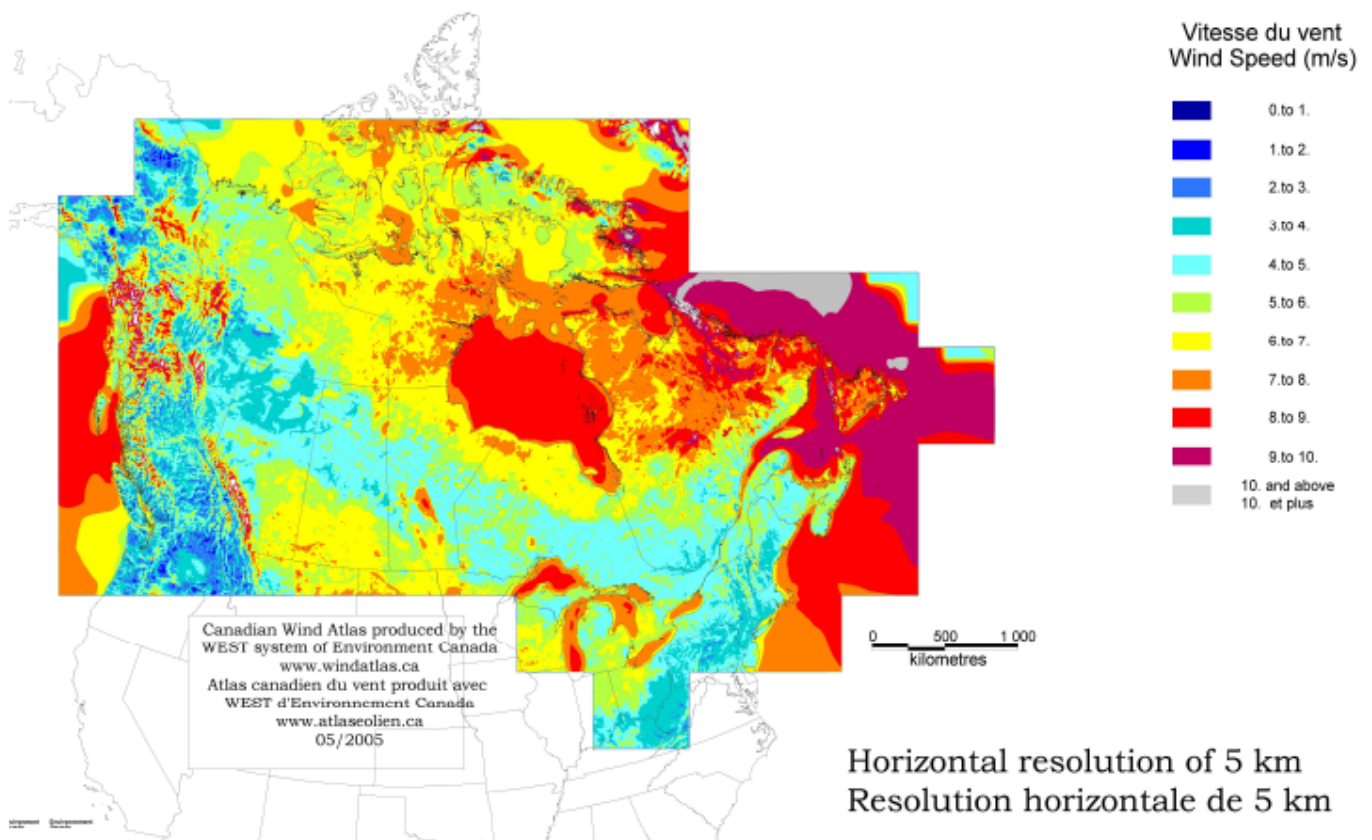 Vitesse du vent
Wind Speed (m/s)
0.to 1.
1.to 2.
2.to 3.
3.to 4.
4.to 5.
5.to 6.
6.to 7.
7.to 8.
8.to 9.
9.to 10.
10. and above
10. et plus
0 500 1 000
kilometres
Canadian Wind Atlas produced by the
WEST system of Environment Canada
www.windatlas.ca
Atlas canadien du vent produit avec
WEST d'Environnement Canada
www.atlaseolien.ca
05/2005
Horizontal resolution of 5 km
Resolution horizontale de 5 km